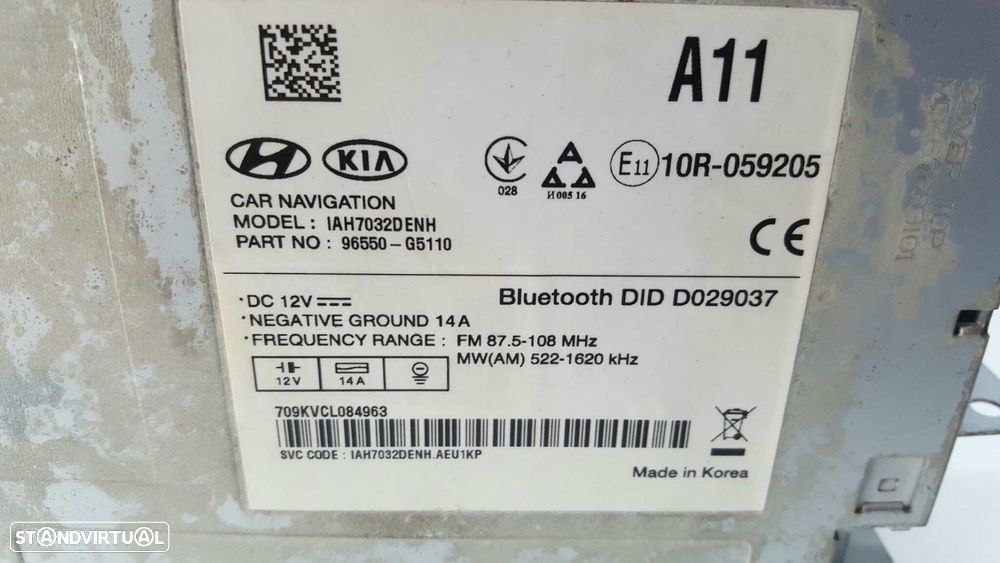 A11
KIA
028
И 005 16
E11 10R-059205
CAR NAVIGATION
MODEL : IAH7032DENH
PART NO : 96550-G5110
CE
·DC 12V
Bluetooth DID D029037
·NEGATIVE GROUND 14A
·FREQUENCY RANGE : FM 87.5-108 MHz
MW(AM) 522-1620 kHz
12V
14A
709KVCL084963
SVC CODE : IAH7032DENH.AEU1KP
Made in Korea
COVER TOP
STANDVIRTUAL